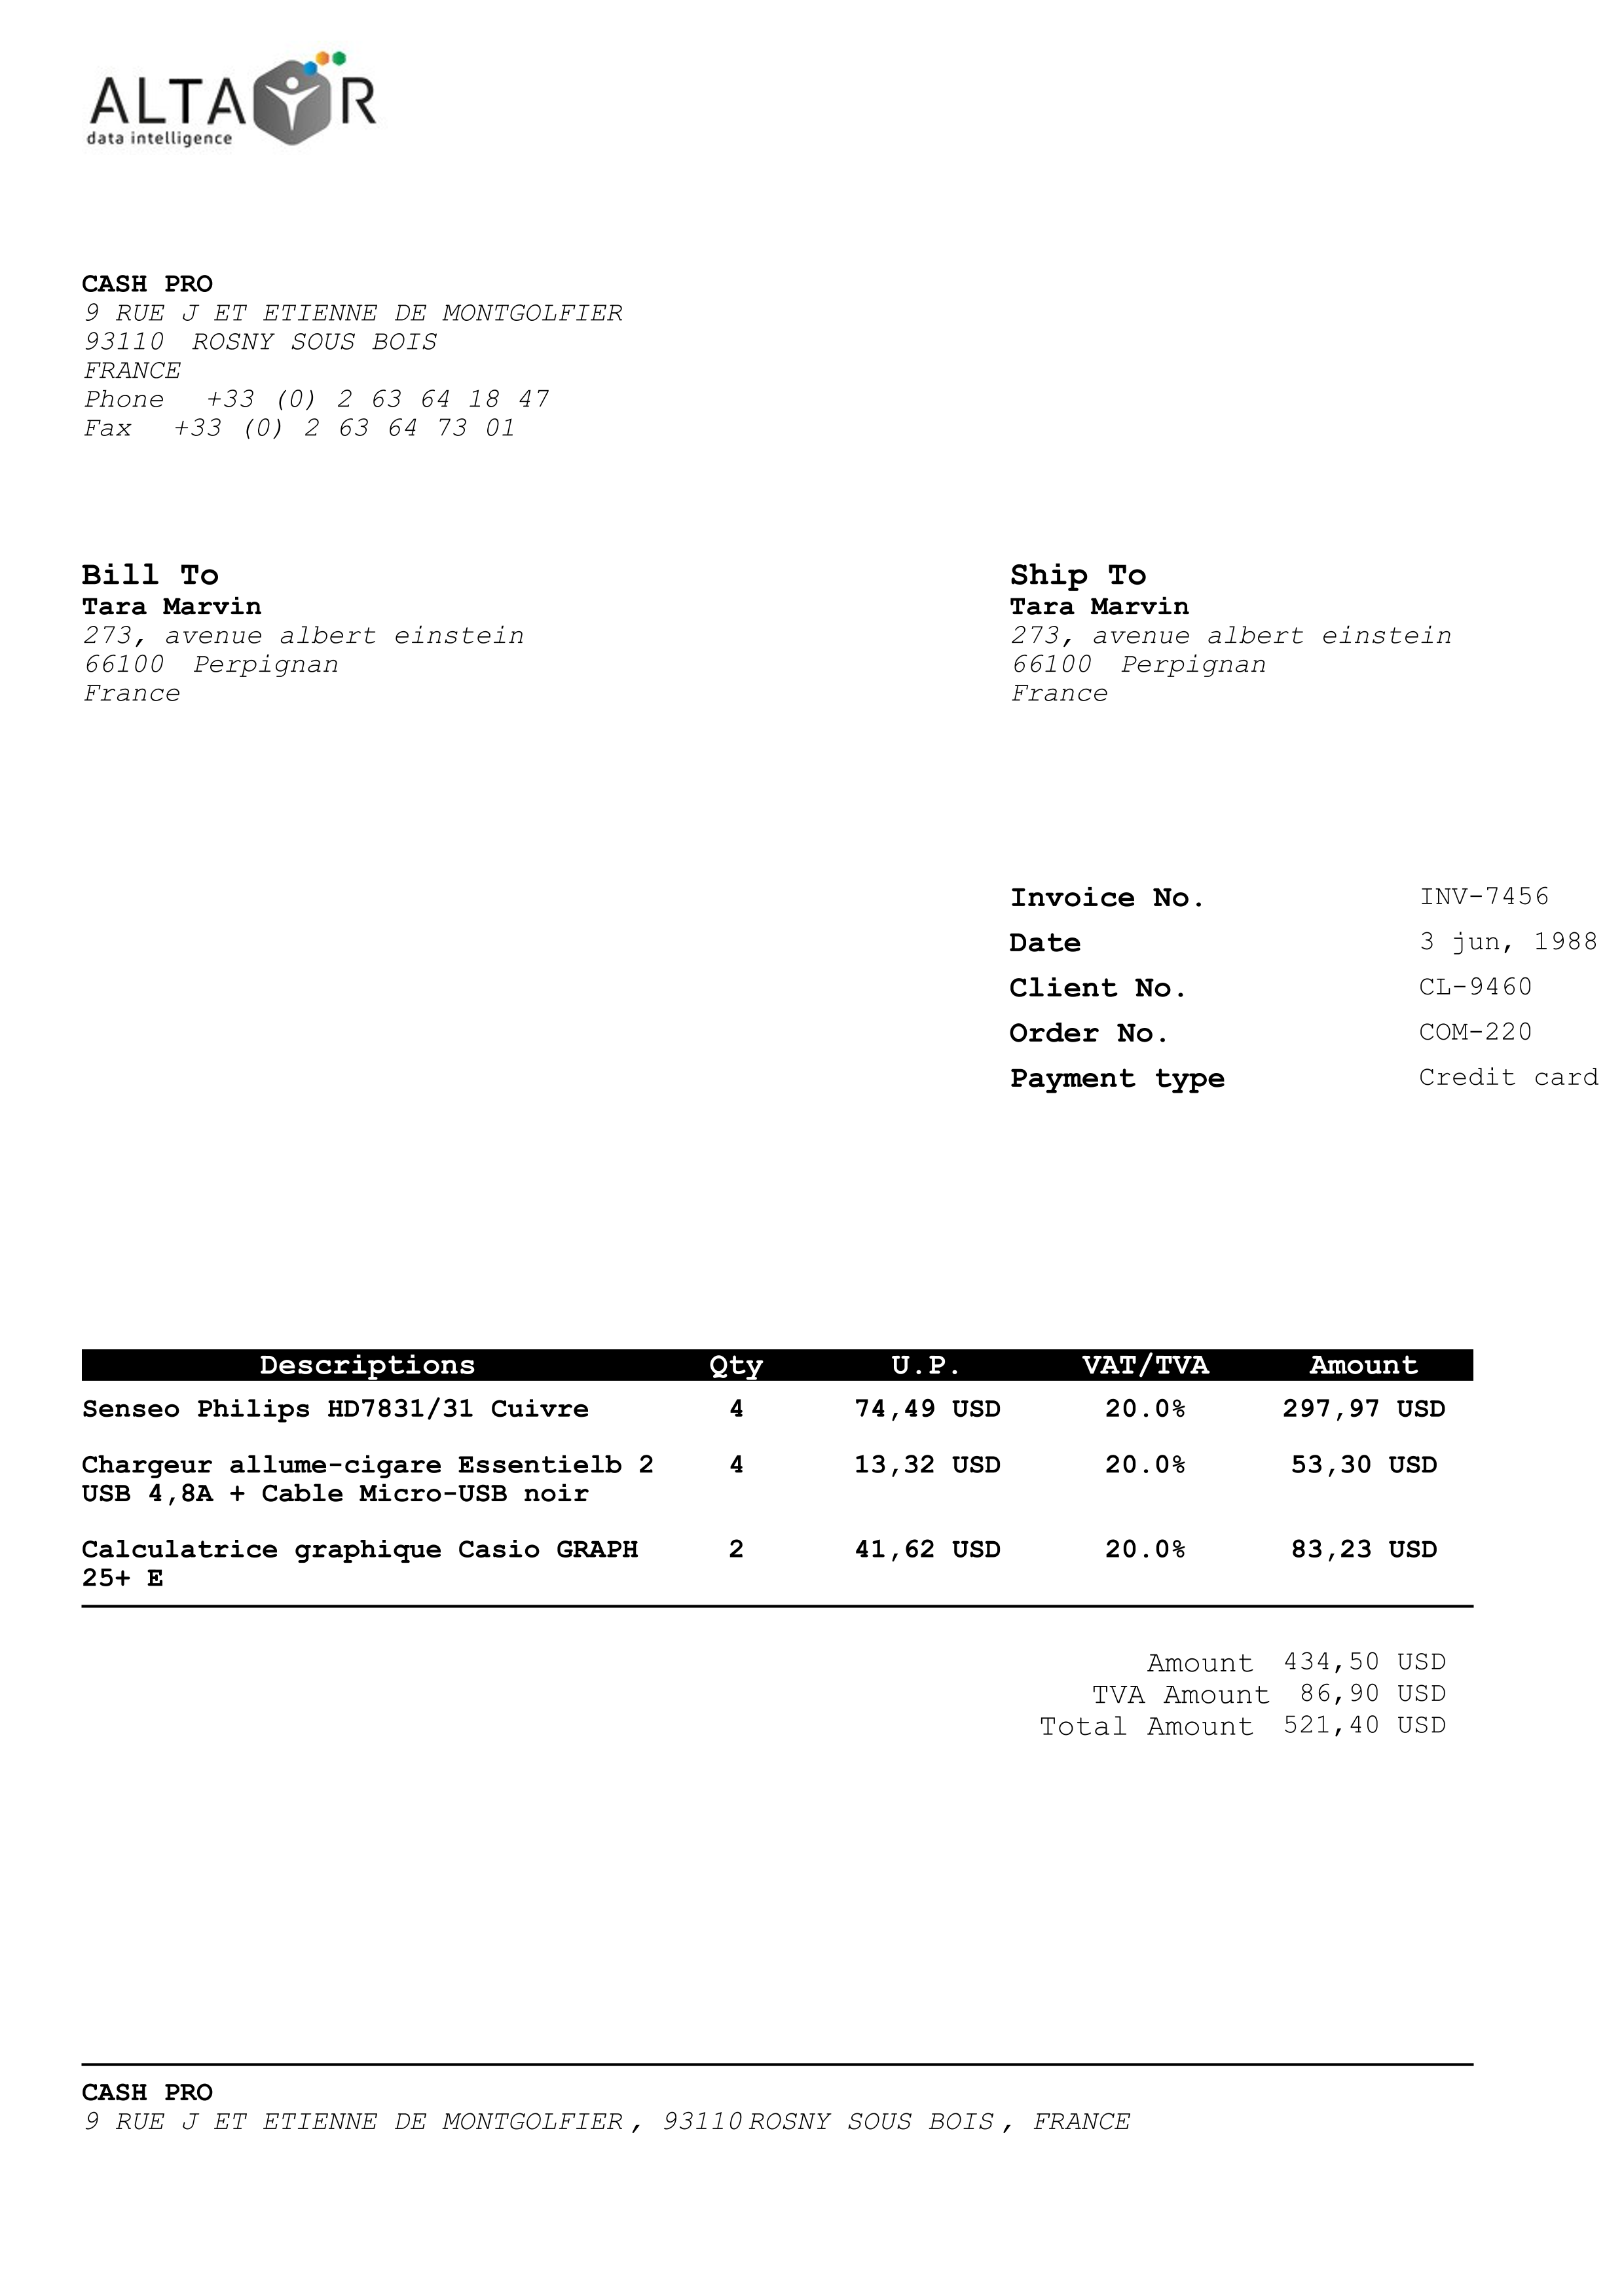 ALTAR
data intelligence
CASH PRO
9 RUE J ET ETIENNE DE MONTGOLFIER
93110 ROSNY SOUS BOIS
FRANCE
Phone +33 (0) 2 63 64 18 47
Fax +33 (0) 2 63 64 73 01
Bill To
Tara Marvin
273, avenue albert einstein
66100 Perpignan
France
Ship To
Tara Marvin
273, avenue albert einstein
66100 Perpignan
France
Invoice No. INV-7456
Date 3 jun, 1988
Client No. CL-9460
Order No. COM-220
Payment type Credit card
Descriptions Qty U.P. VAT/TVA Amount
Senseo Philips HD7831/31 Cuivre 4 74,49 USD 20.0% 297,97 USD
Chargeur allume-cigare Essentielb 2 4 13,32 USD 20.0% 53,30 USD
USB 4,8A + Cable Micro-USB noir
Calculatrice graphique Casio GRAPH 2 41,62 USD 20.0% 83,23 USD
25+ E
Amount 434,50 USD
TVA Amount 86,90 USD
Total Amount 521,40 USD
CASH PRO
9 RUE J ET ETIENNE DE MONTGOLFIER, 93110 ROSNY SOUS BOIS, FRANCE